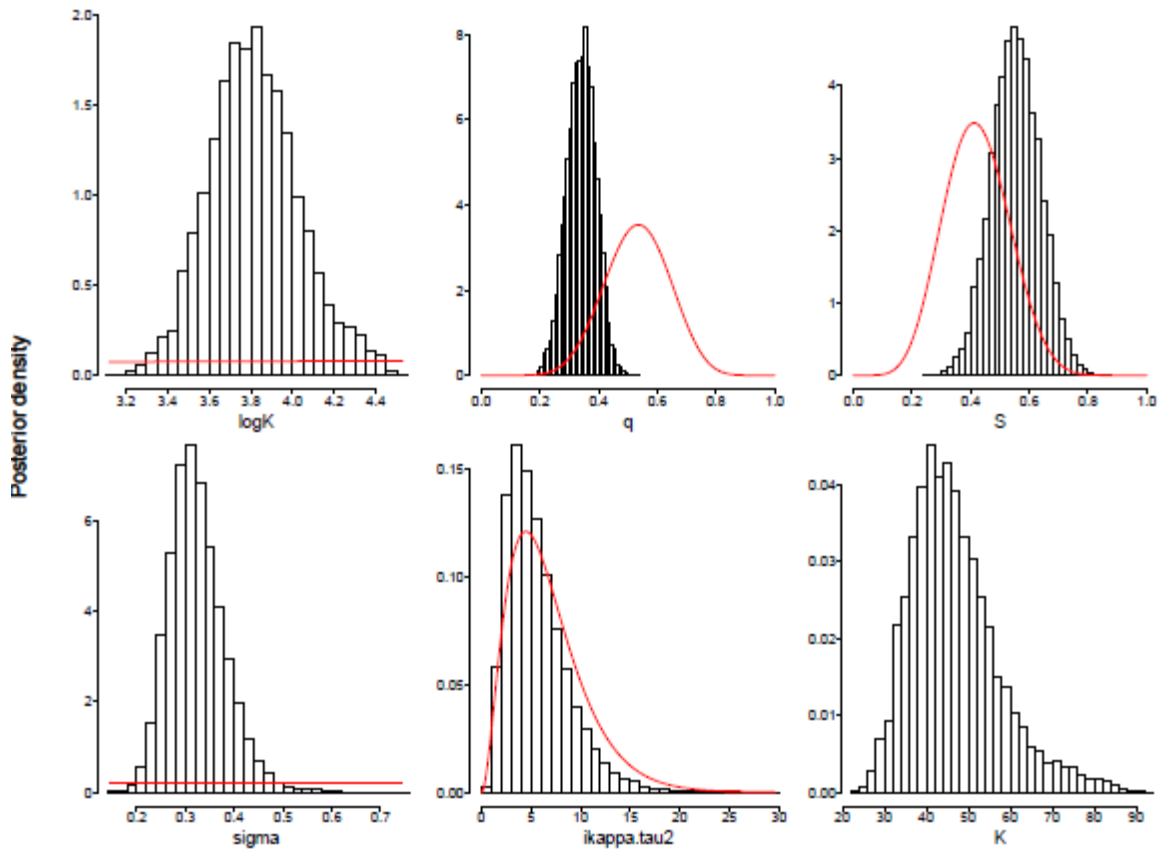 Posterior density
2.0
1.5
1.0
0.5
0.0
3.2 3.4 3.6 3.8 4.0 4.2 4.4
logK
8
6
4
2
0
0.0 0.2 0.4 0.6 0.8 1.0
q
4
3
2
1
0
0.0 0.2 0.4 0.6 0.8 1.0
S
6
4
2
0
0.2 0.3 0.4 0.5 0.6 0.7
sigma
0.15
0.10
0.05
0.00
0 5 10 15 20 25 30
ikappa.tau2
0.04
0.03
0.02
0.01
0.00
20 30 40 50 60 70 80 90
K